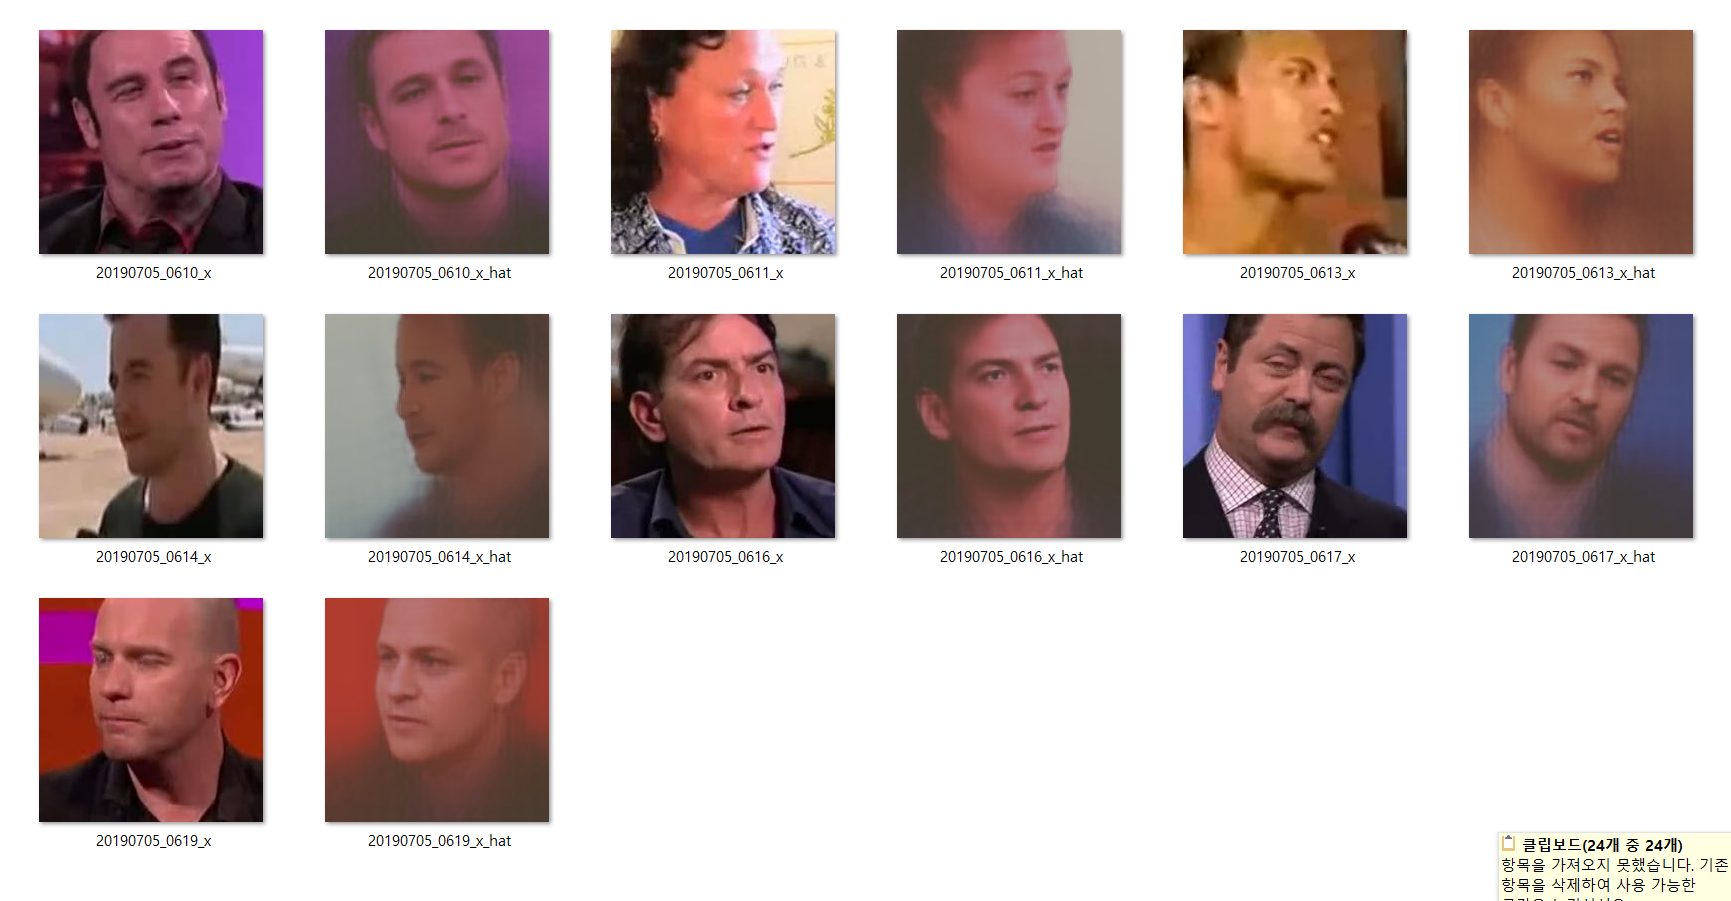 20190705_0610_x
20190705_0610_x_hat
20190705_0611_x
20190705_0611_x_hat
20190705_0613_x
20190705_0613_x_hat
20190705_0614_x
20190705_0614_x_hat
20190705_0616_x
20190705_0616_x_hat
20190705_0617_x
20190705_0617_x_hat
20190705_0619_x
20190705_0619_x_hat
클립보드(24개 중 24개)
항목을 가져오지 못했습니다. 기존
항목을 삭제하여 사용 가능한